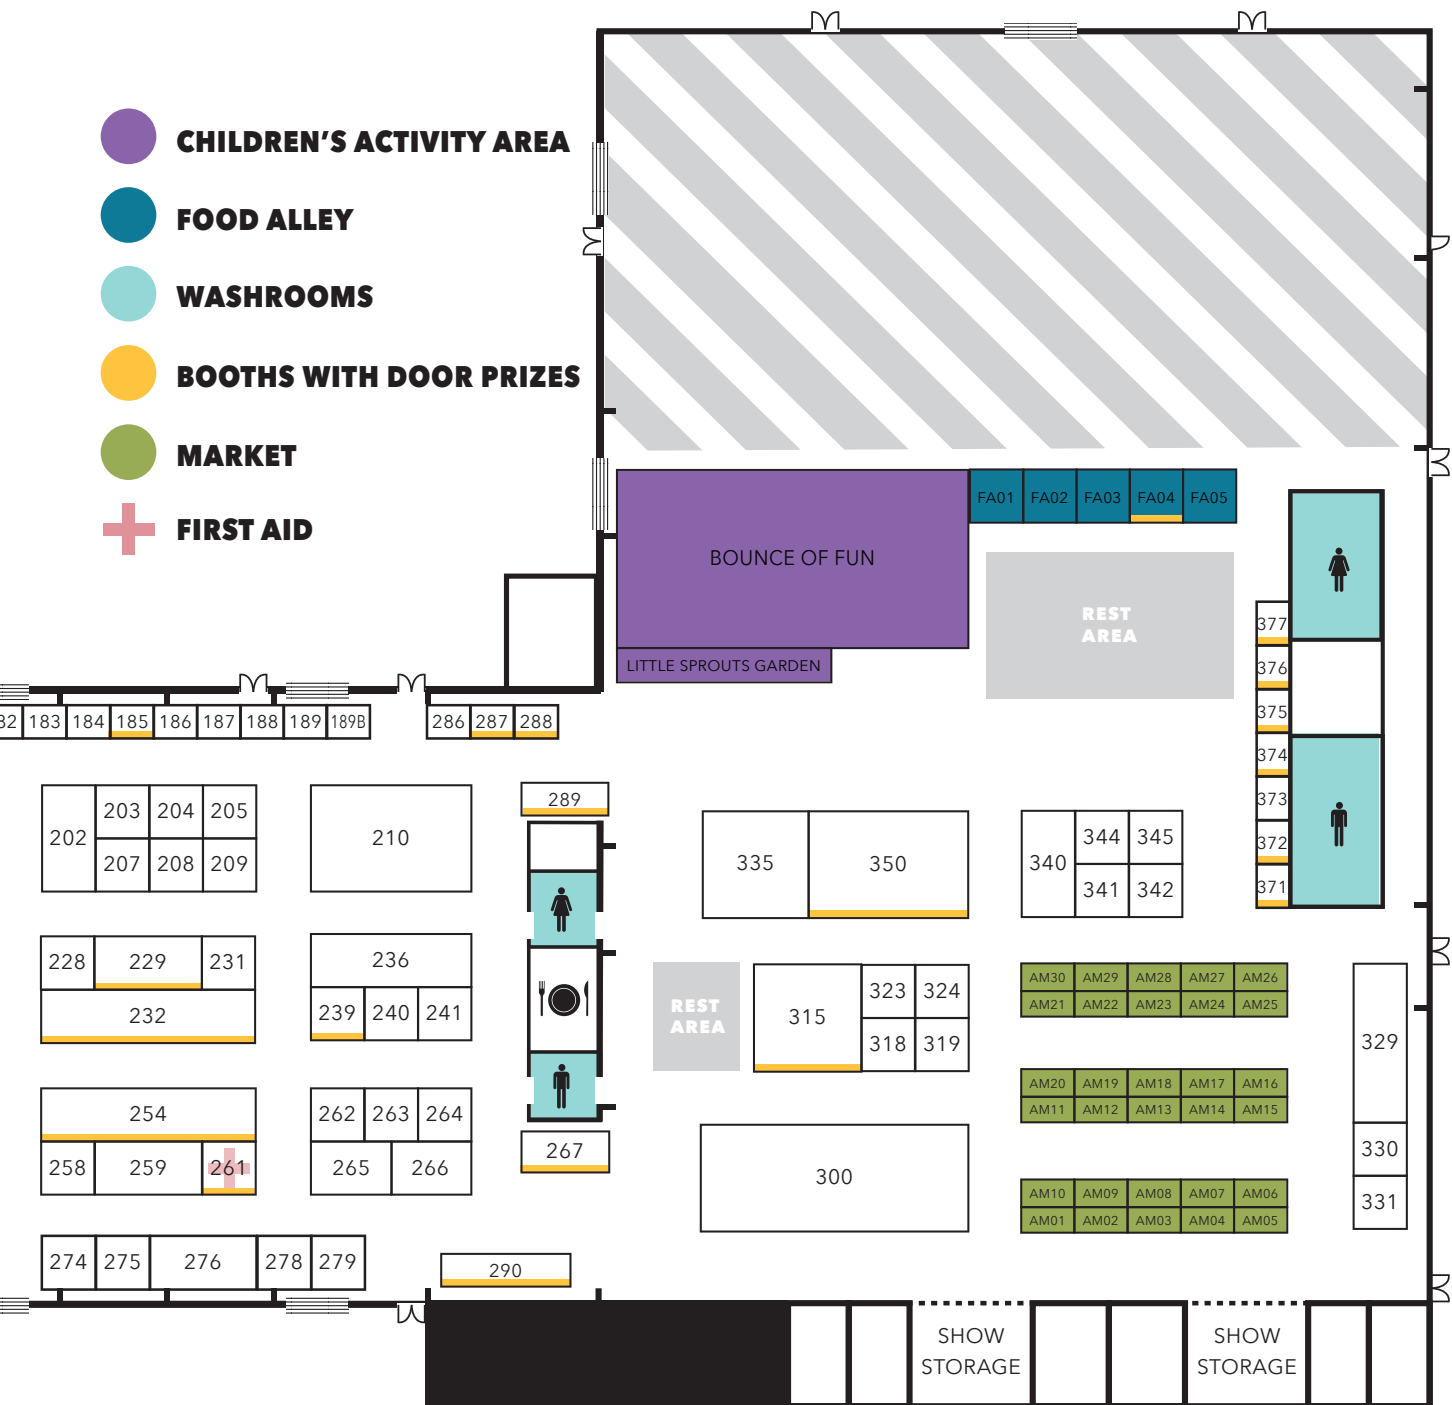 CHILDREN'S ACTIVITY AREA
FOOD ALLEY
WASHROOMS
BOOTHS WITH DOOR PRIZES
MARKET
FIRST AID
FA01 FA02 FA03 FA04 FA05
BOUNCE OF FUN
REST
AREA
LITTLE SPROUTS GARDEN
377
376
375
374
373
372
371
183 184 185 186 187 188 189 189B
286 287 288
289
202
203 204 205
207 208 209
210
335 350
340
344 345
341 342
228 229 231
232
236
239 240 241
REST
AREA
315
323 324
318 319
AM30 AM29 AM28 AM27 AM26
AM21 AM22 AM23 AM24 AM25
329
330
331
254
258 259 261
262 263 264
265 266
267
300
AM20 AM19 AM18 AM17 AM16
AM11 AM12 AM13 AM14 AM15
AM10 AM09 AM08 AM07 AM06
AM01 AM02 AM03 AM04 AM05
274 275 276 278 279
290
SHOW
STORAGE
SHOW
STORAGE